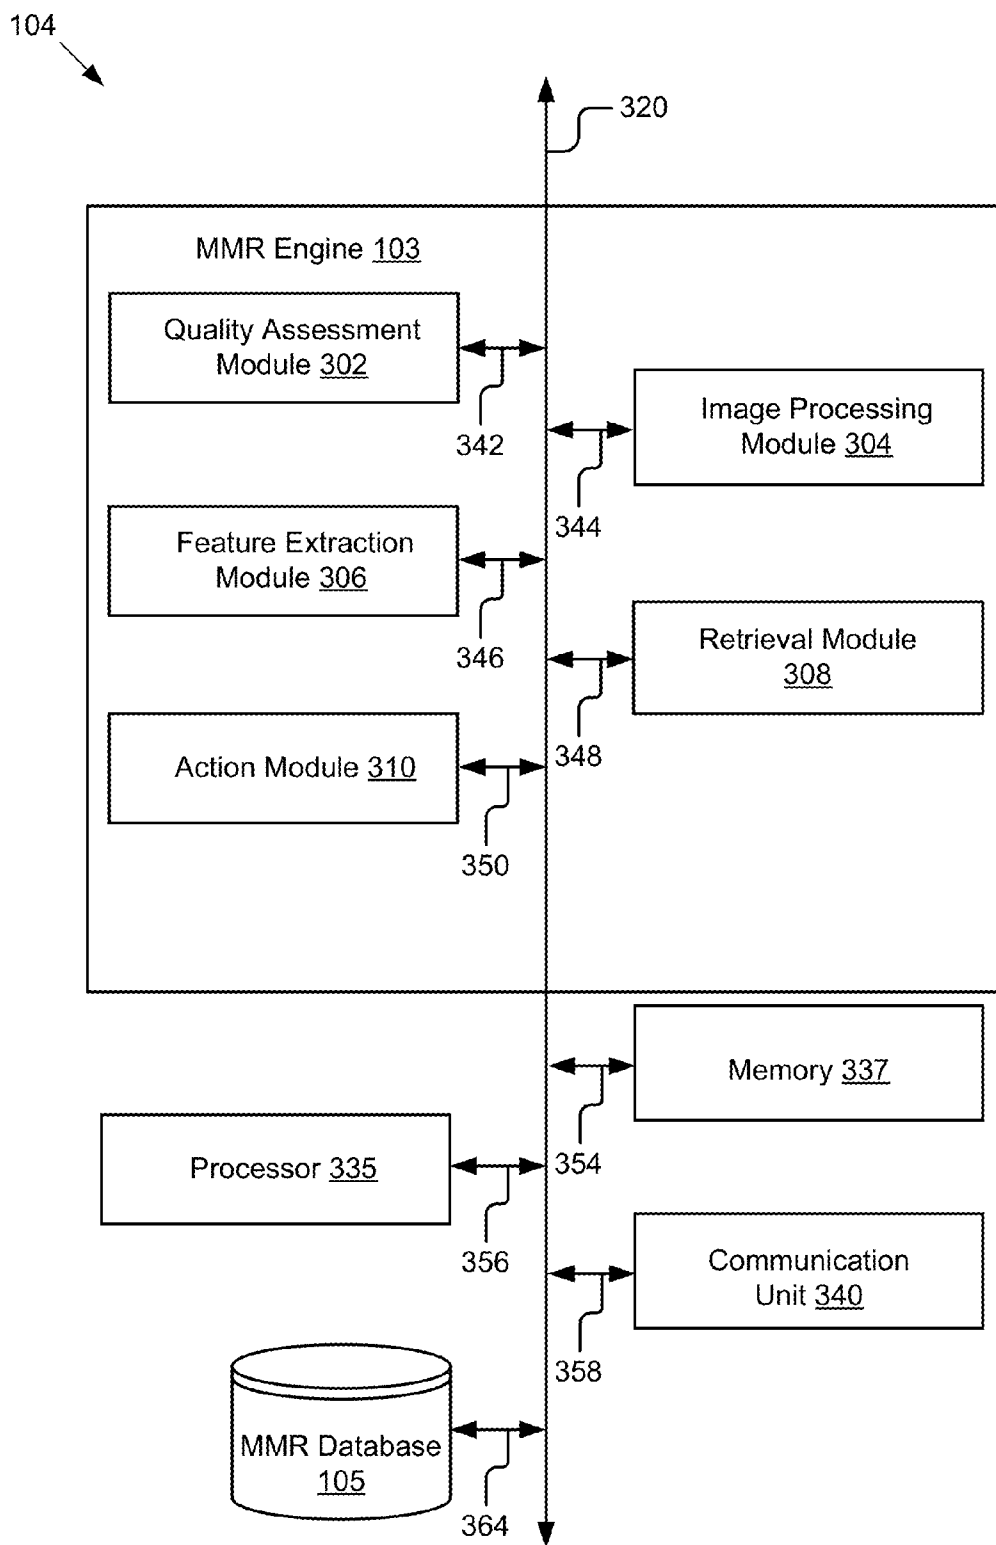 104
320
MMR Engine 103
Quality Assessment
Module 302
342
Image Processing
Module 304
344
Feature Extraction
Module 306
346
Retrieval Module
308
348
Action Module 310
350
Memory 337
354
Processor 335
356
Communication
Unit 340
358
MMR Database
105
364